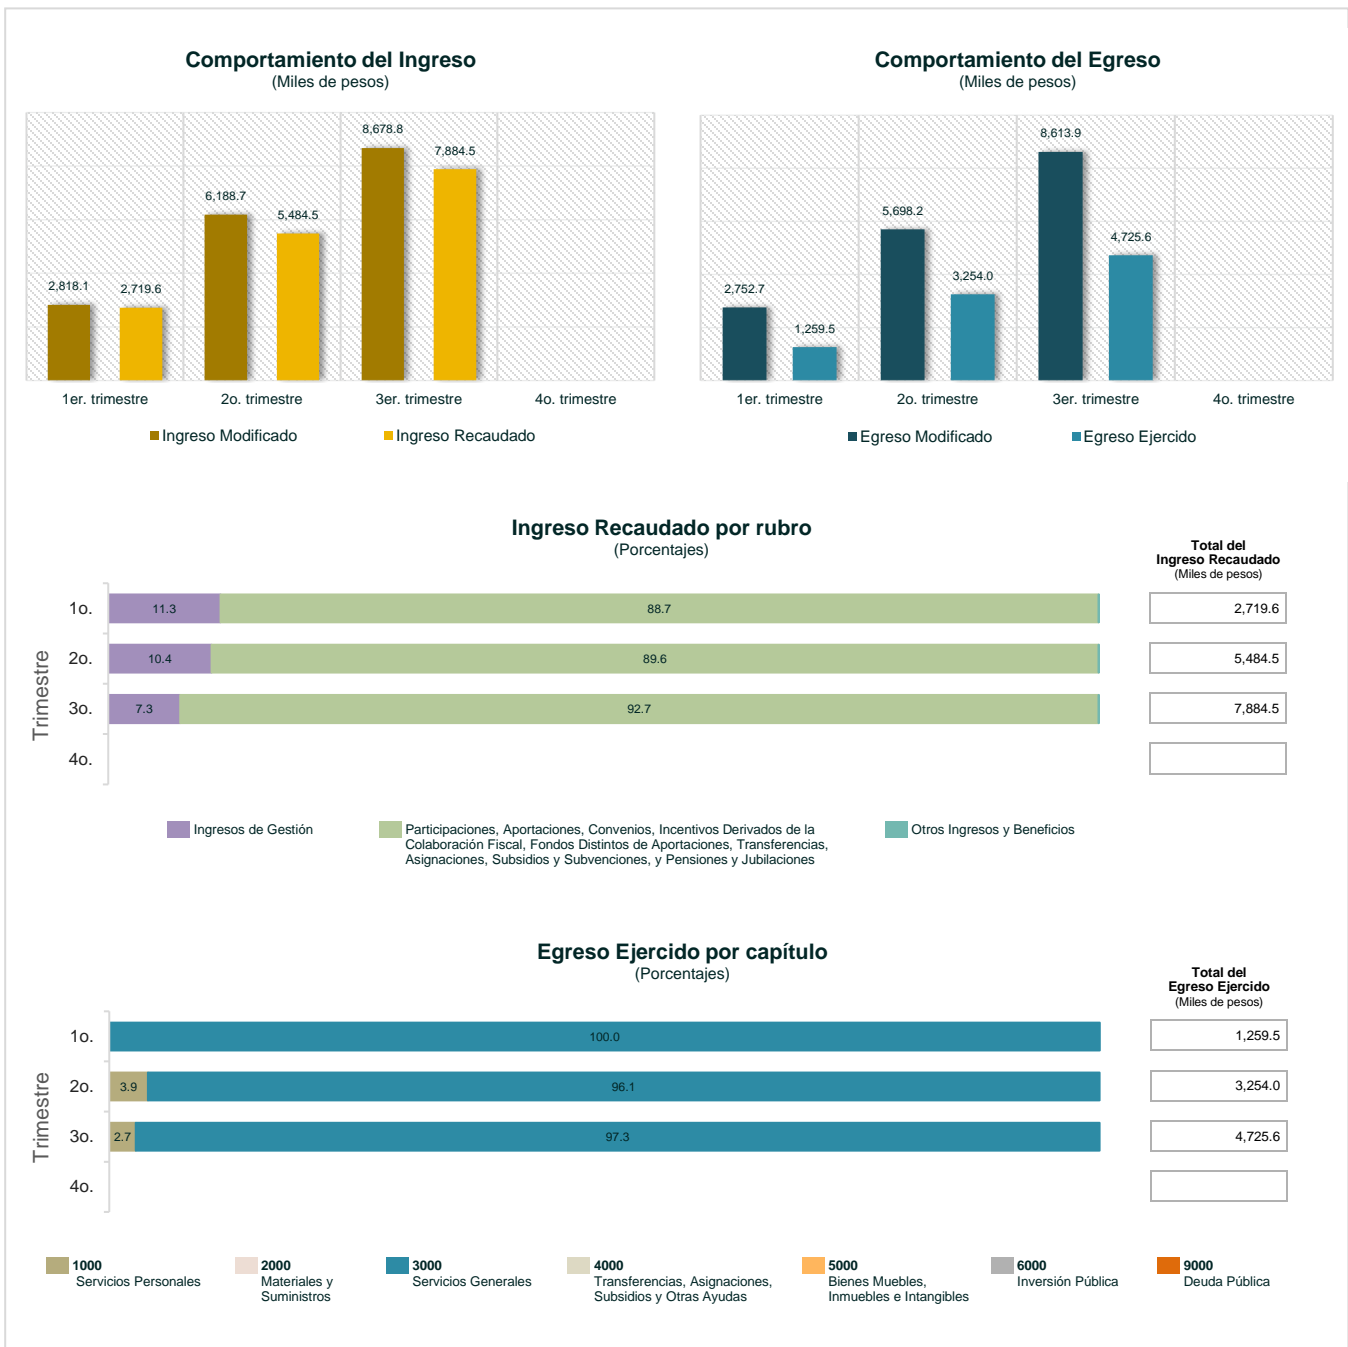 Comportamiento del Ingreso
(Miles de pesos)
8,678.8
7,884.5
6,188.7
5,484.5
2,818.1
2,719.6
1er. trimestre
2o. trimestre
3er. trimestre
4o. trimestre
Ingreso Modificado
Ingreso Recaudado
Comportamiento del Egreso
(Miles de pesos)
8,613.9
5,698.2
4,725.6
3,254.0
2,752.7
1,259.5
1er. trimestre
2o. trimestre
3er. trimestre
4o. trimestre
Egreso Modificado
Egreso Ejercido
Ingreso Recaudado por rubro
(Porcentajes)
Total del
Ingreso Recaudado
(Miles de pesos)
Trimestre
1o.
11.3
88.7
2,719.6
2o.
10.4
89.6
5,484.5
3o.
7.3
92.7
7,884.5
4o.
Ingresos de Gestión
Participaciones, Aportaciones, Convenios, Incentivos Derivados de la
Colaboración Fiscal, Fondos Distintos de Aportaciones, Transferencias,
Asignaciones, Subsidios y Subvenciones, y Pensiones y Jubilaciones
Otros Ingresos y Beneficios
Egreso Ejercido por capítulo
(Porcentajes)
Total del
Egreso Ejercido
(Miles de pesos)
Trimestre
1o.
100.0
1,259.5
2o.
3.9
96.1
3,254.0
3o.
2.7
97.3
4,725.6
4o.
1000
Servicios Personales
2000
Materiales y
Suministros
3000
Servicios Generales
4000
Transferencias, Asignaciones,
Subsidios y Otras Ayudas
5000
Bienes Muebles,
Inmuebles e Intangibles
6000
Inversión Pública
9000
Deuda Pública